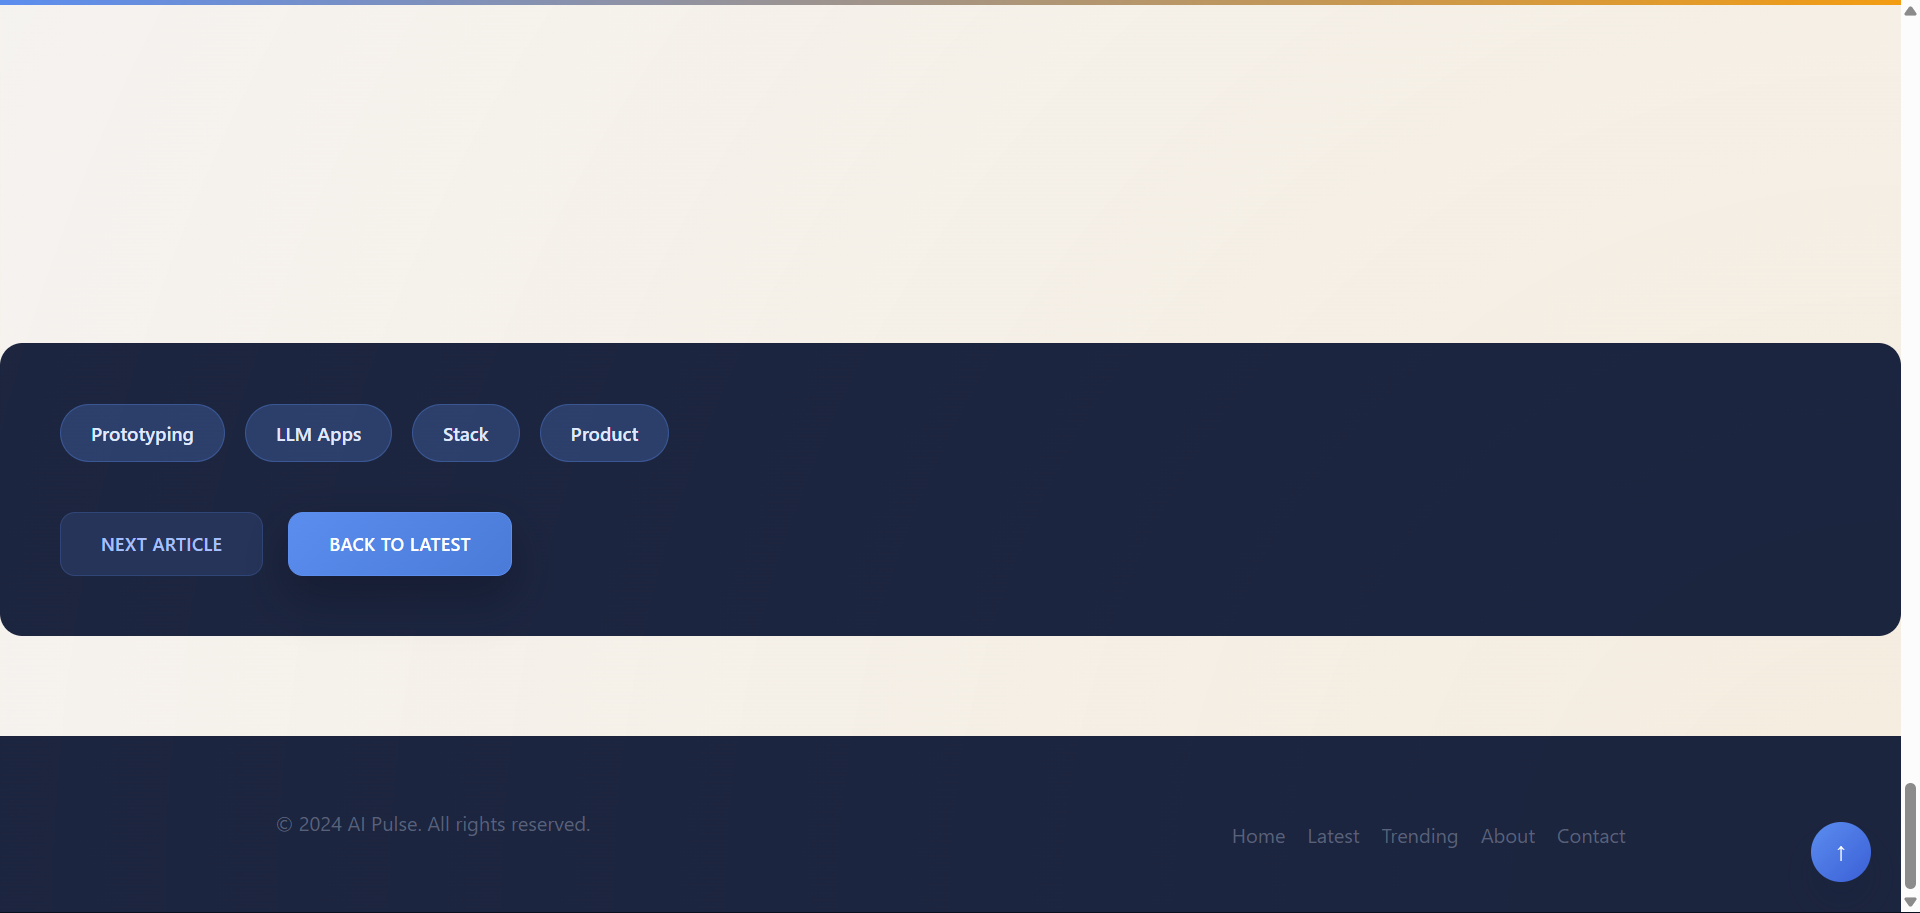 Prototyping LLM Apps Stack Product
NEXT ARTICLE BACK TO LATEST
© 2024 AI Pulse. All rights reserved.
Home Latest Trending About Contact
↑